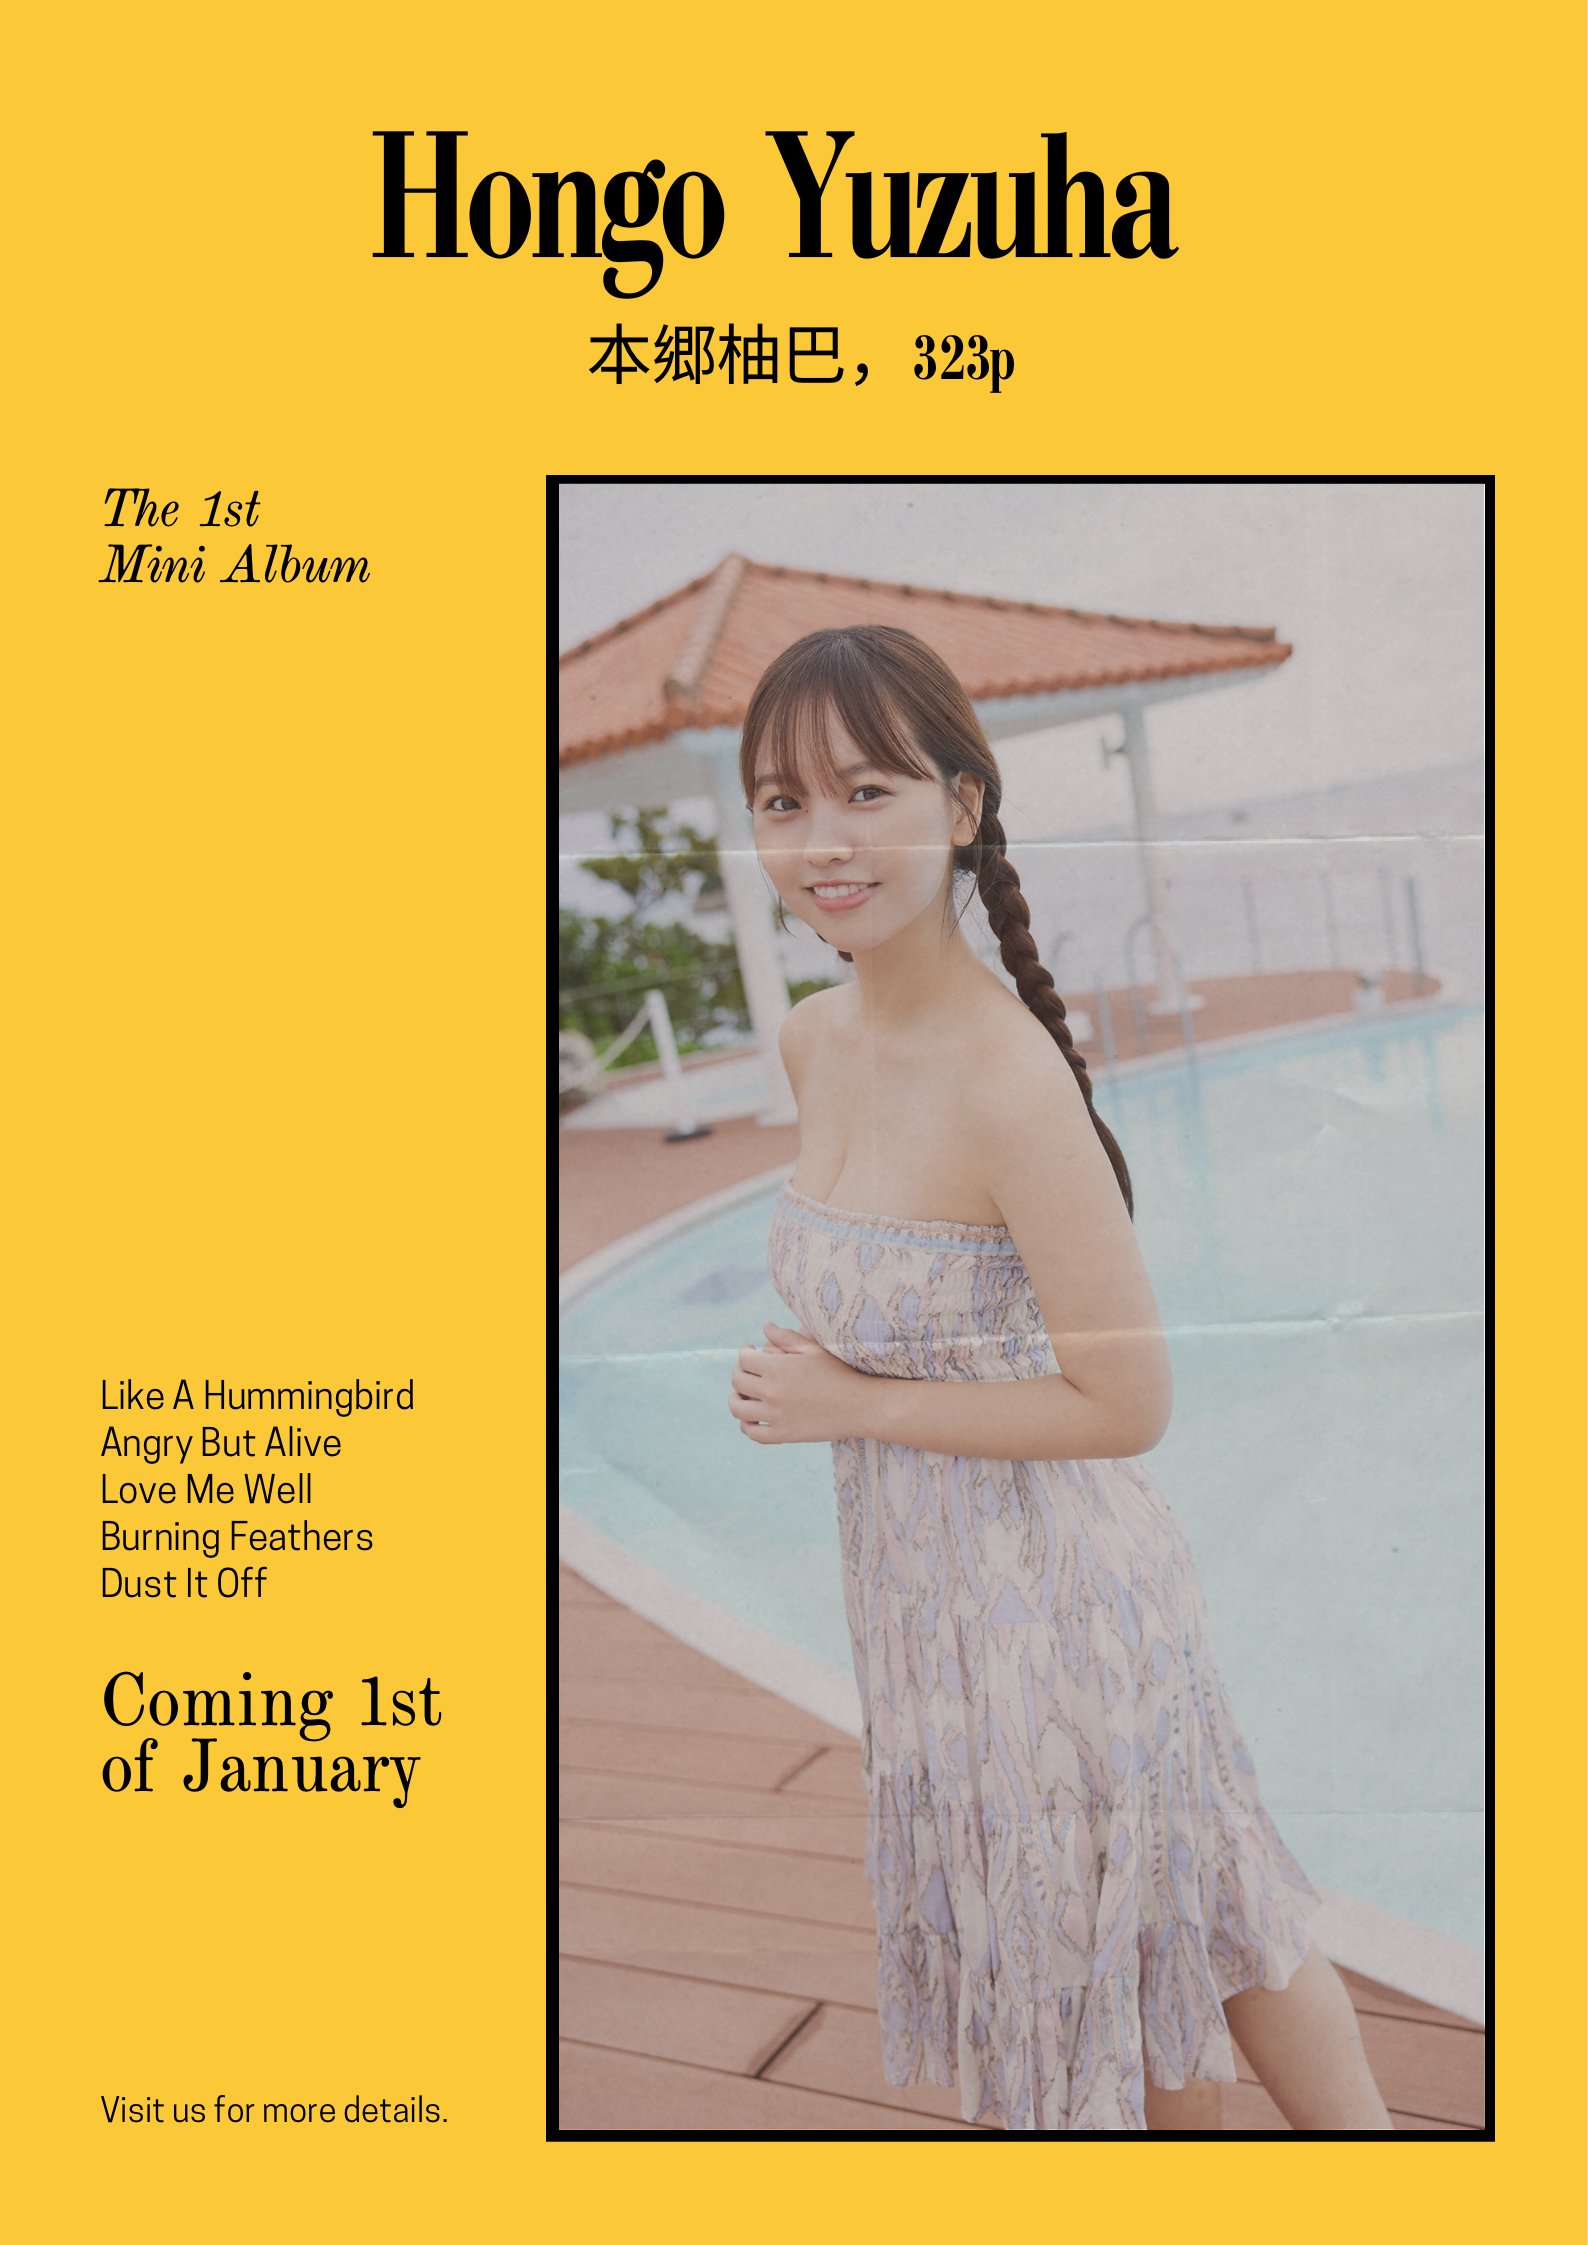 Hongo Yuzuha
本郷柚巴，323p
The 1st
Mini Album
Like A Hummingbird
Angry But Alive
Love Me Well
Burning Feathers
Dust It Off
Coming 1st
of January
Visit us for more details.